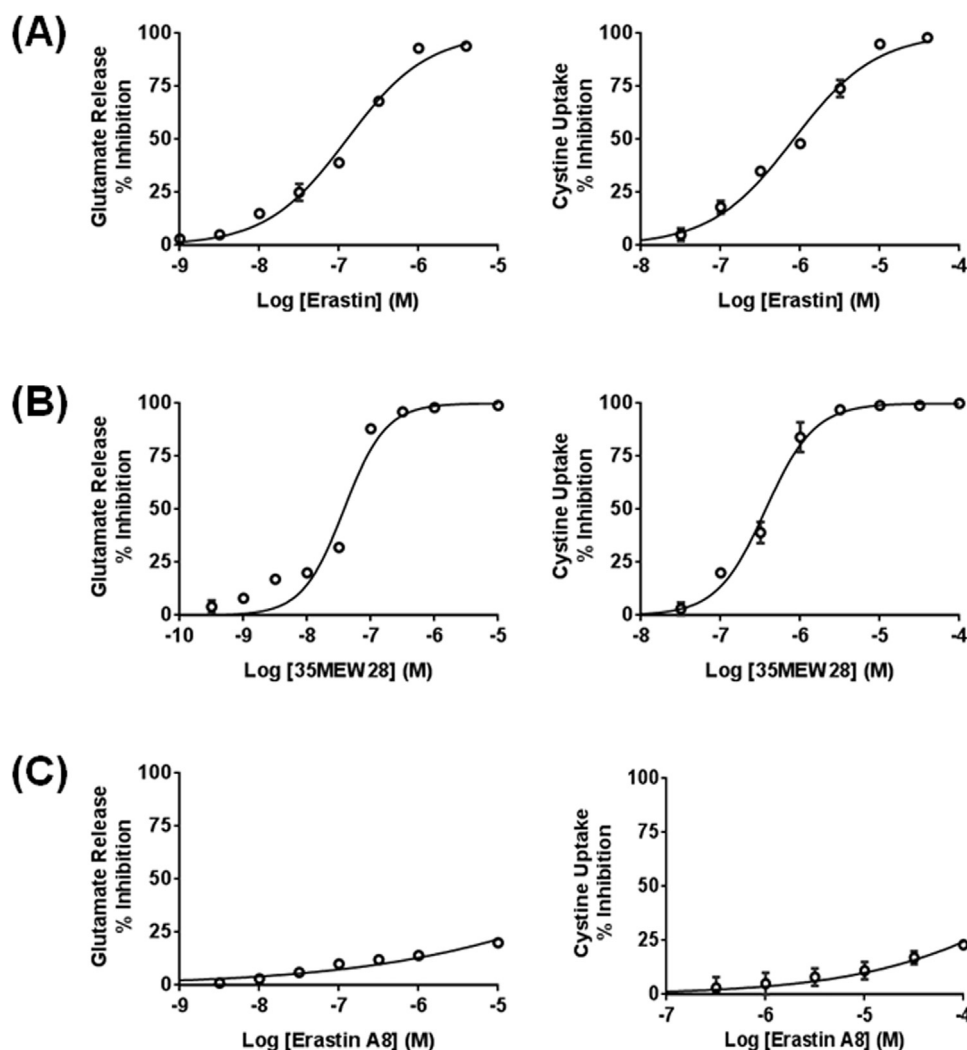 (A)
Glutamate Release
% Inhibition
100
75
50
25
0
-9
-8
-7
-6
-5
Log [Erastin] (M)
Cystine Uptake
% Inhibition
100
75
50
25
0
-8
-7
-6
-5
-4
Log [Erastin] (M)
(B)
Glutamate Release
% Inhibition
100
75
50
25
0
-10
-9
-8
-7
-6
-5
Log [35MEW28] (M)
Cystine Uptake
% Inhibition
100
75
50
25
0
-8
-7
-6
-5
-4
Log [35MEW28] (M)
(C)
Glutamate Release
% Inhibition
100
75
50
25
0
-9
-8
-7
-6
-5
Log [Erastin A8] (M)
Cystine Uptake
% Inhibition
100
75
50
25
0
-7
-6
-5
-4
Log [Erastin A8] (M)